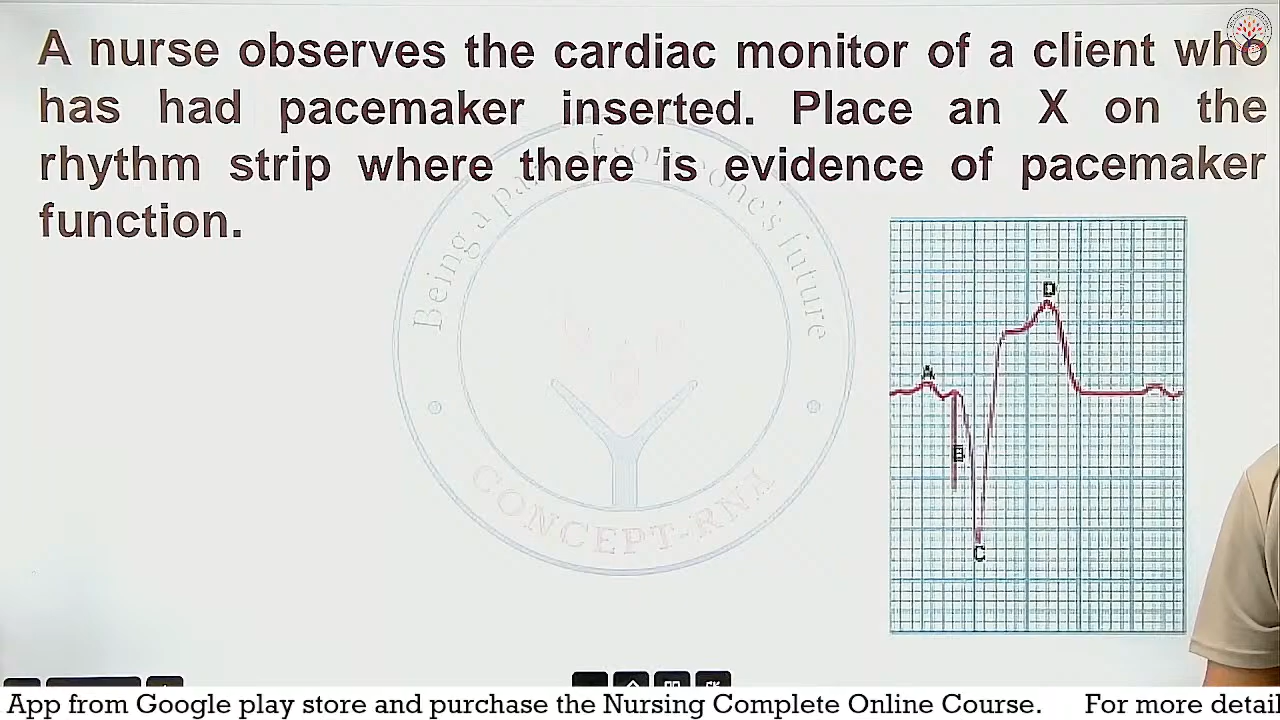 A nurse observes the cardiac monitor of a client who
has had pacemaker inserted. Place an X on the
rhythm strip where there is evidence of pacemaker
function.
Being a part of someone's future
D
A
B
C
CONCEPT-RNA
App from Google play store and purchase the Nursing Complete Online Course. For more detail